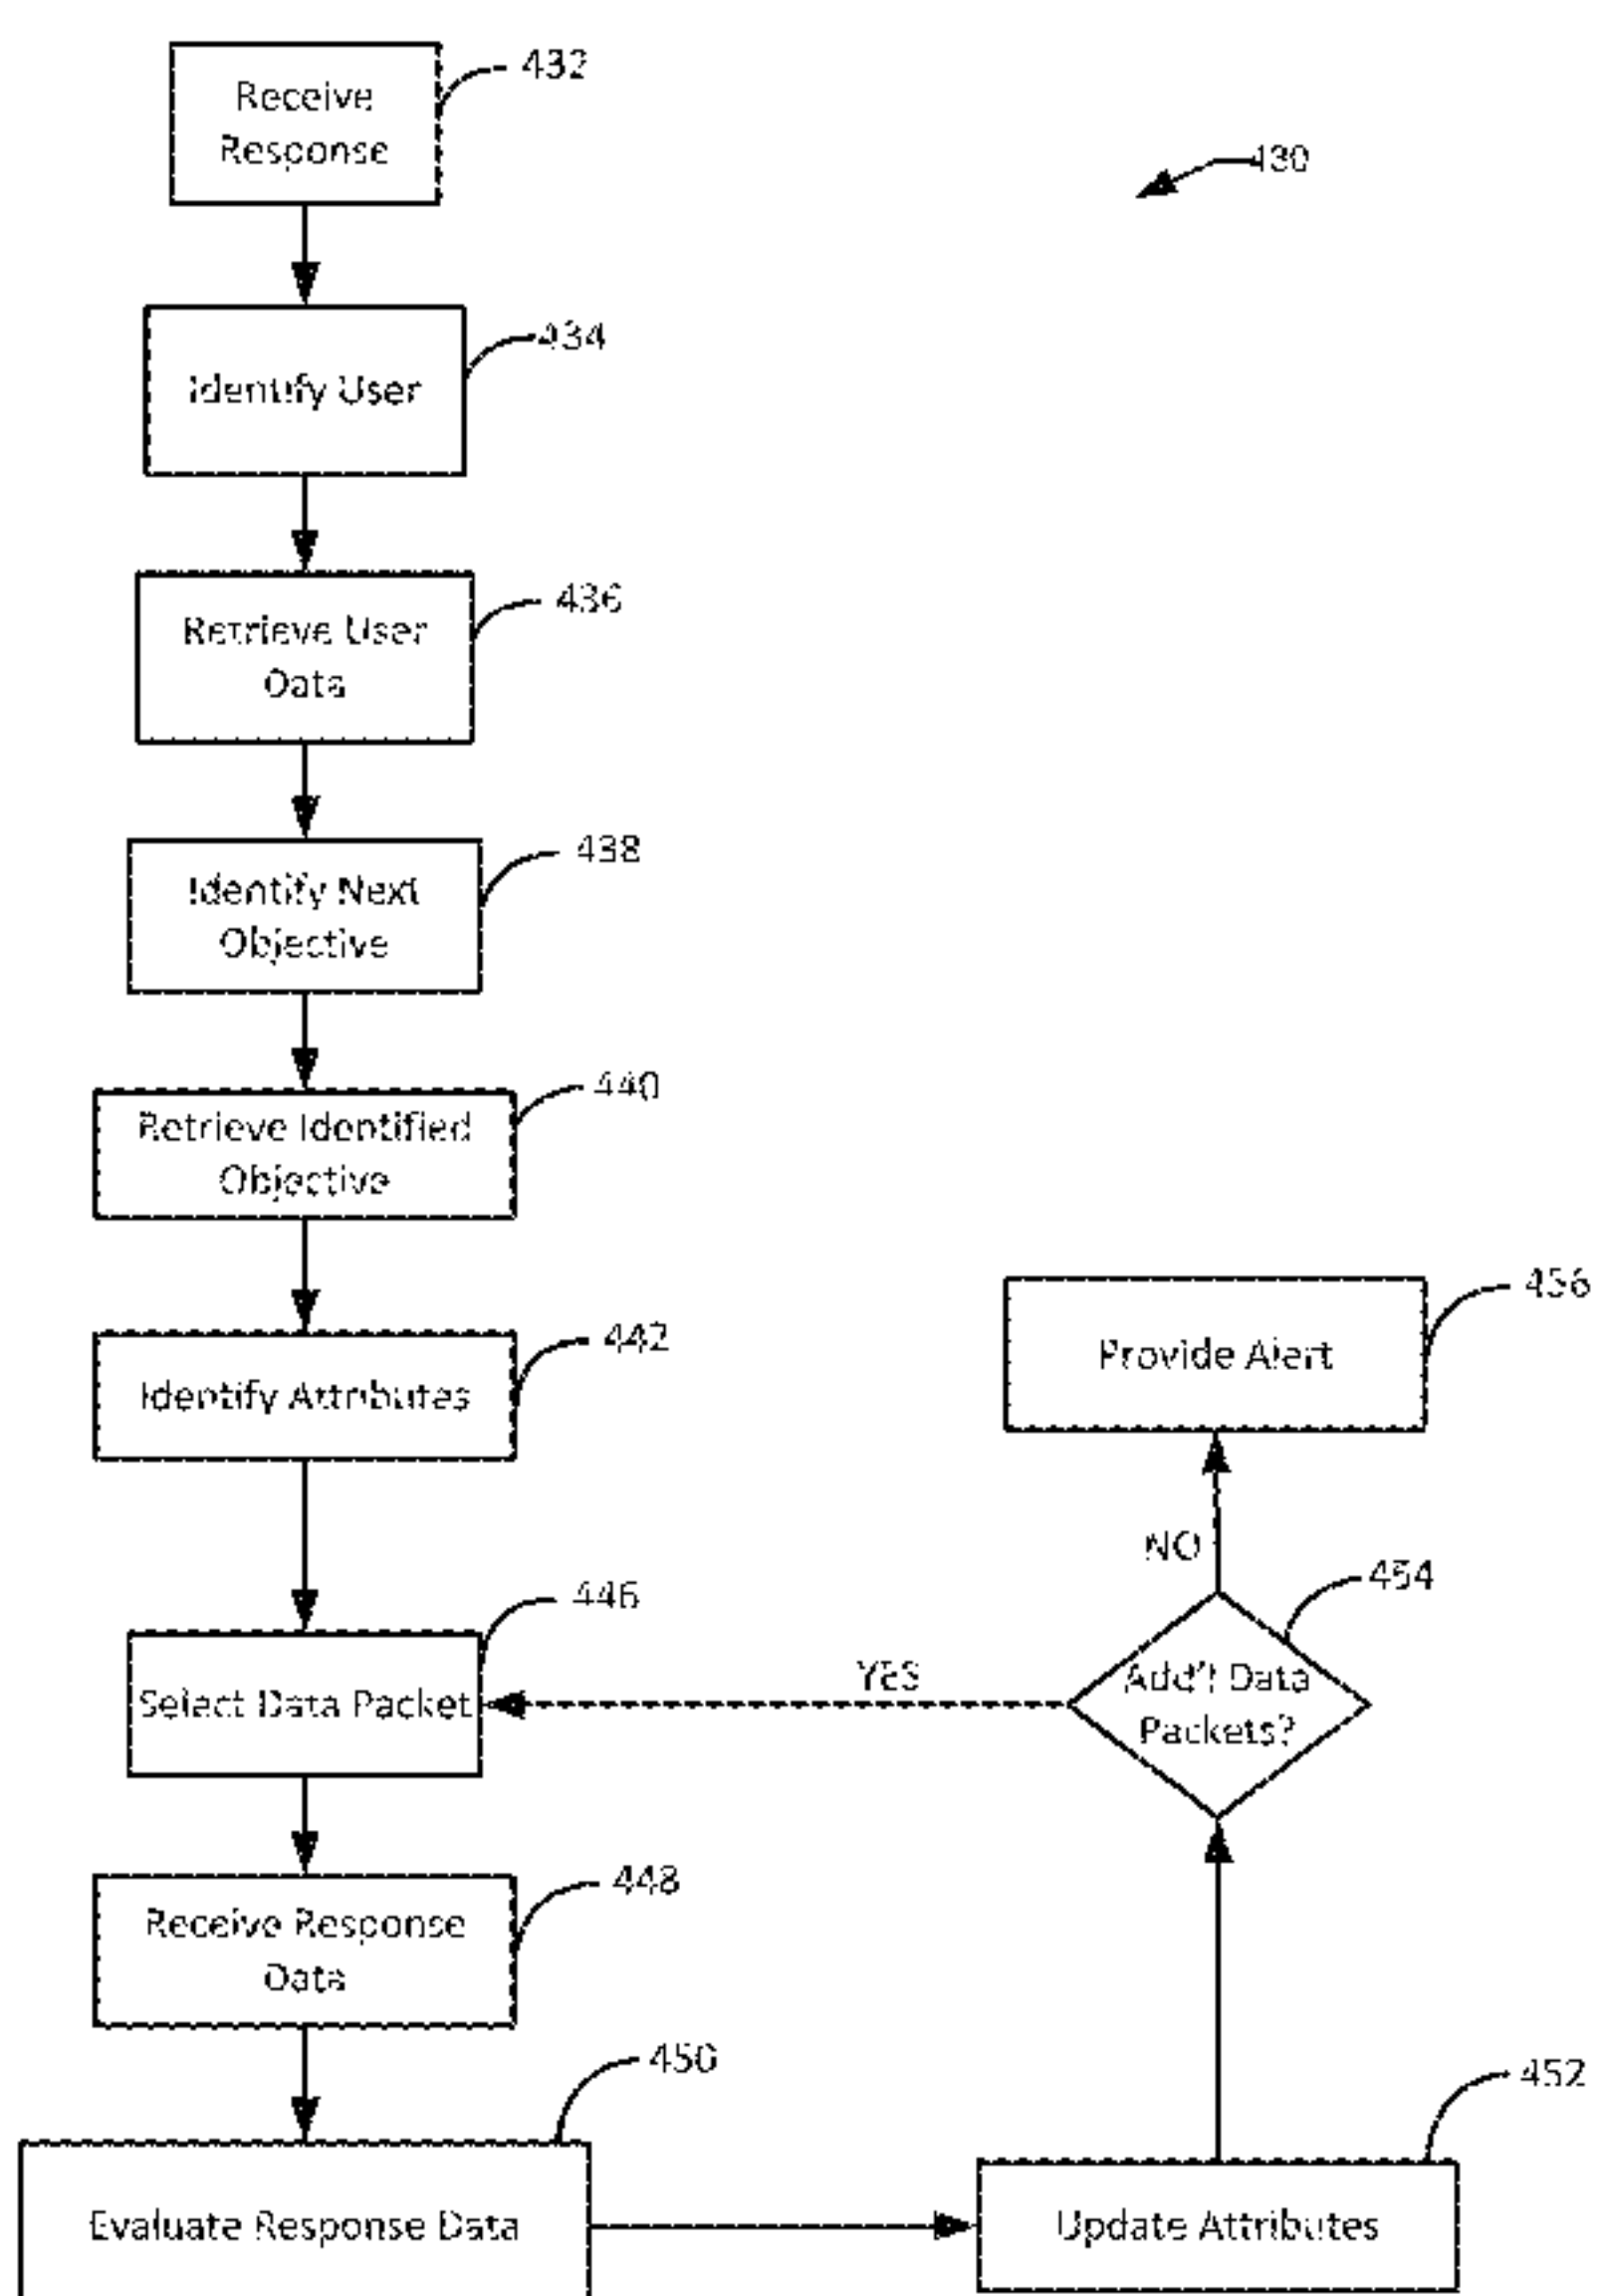 432
Receive
Response
430
434
Identify User
436
Retrieve User
Data
438
Identify Next
Objective
440
Retrieve Identified
Objective
442
Identify Attributes
456
Provide Alert
NO
454
446
Select Data Packet
YES
Add'l Data
Packets?
448
Receive Response
Data
450
Evaluate Response Data
452
Update Attributes